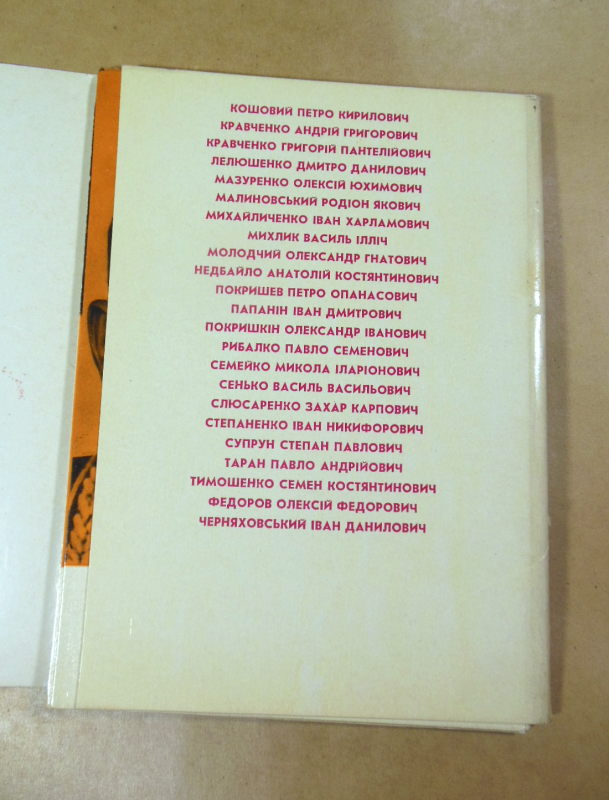 КОШОВИЙ ПЕТРО КИРИЛОВИЧ
КРАВЧЕНКО АНДРІЙ ГРИГОРОВИЧ
КРАВЧЕНКО ГРИГОРІЙ ПАНТЕЛІЙОВИЧ
ЛЕЛЮШЕНКО ДМИТРО ДАНИЛОВИЧ
МАЗУРЕНКО ОЛЕКСІЙ ЮХИМОВИЧ
МАЛИНОВСЬКИЙ РОДІОН ЯКОВИЧ
МИХАЙЛИЧЕНКО ІВАН ХАРЛАМОВИЧ
МИХЛИК ВАСИЛЬ ІЛЛІЧ
МОЛОДЧИЙ ОЛЕКСАНДР ГНАТОВИЧ
НЕДБАЙЛО АНАТОЛІЙ КОСТЯНТИНОВИЧ
ПОКРИШЕВ ПЕТРО ОПАНАСОВИЧ
ПАПАНІН ІВАН ДМИТРОВИЧ
ПОКРИШКІН ОЛЕКСАНДР ІВАНОВИЧ
РИБАЛКО ПАВЛО СЕМЕНОВИЧ
СЕМЕЙКО МИКОЛА ІЛАРІОНОВИЧ
СЕНЬКО ВАСИЛЬ ВАСИЛЬОВИЧ
СЛЮСАРЕНКО ЗАХАР КАРПОВИЧ
СТЕПАНЕНКО ІВАН НИКИФОРОВИЧ
СУПРУН СТЕПАН ПАВЛОВИЧ
ТАРАН ПАВЛО АНДРІЙОВИЧ
ТИМОШЕНКО СЕМЕН КОСТЯНТИНОВИЧ
ФЕДОРОВ ОЛЕКСІЙ ФЕДОРОВИЧ
ЧЕРНЯХОВСЬКИЙ ІВАН ДАНИЛОВИЧ